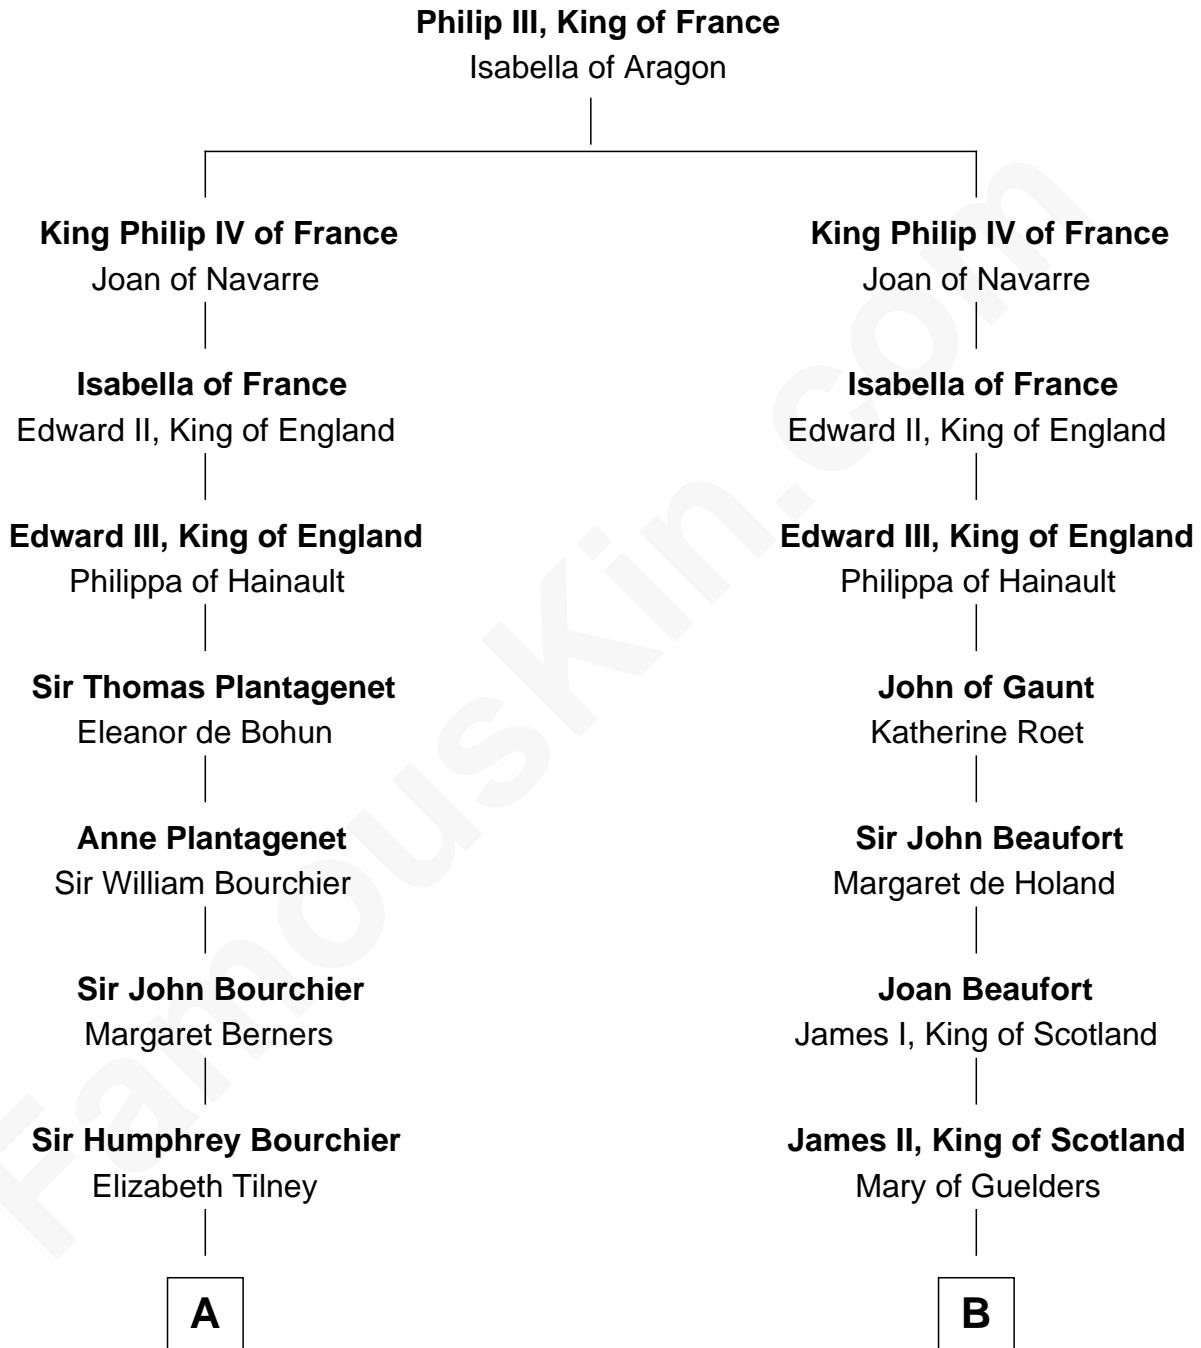 Philip III, King of France
Isabella of Aragon
King Philip IV of France
Joan of Navarre
King Philip IV of France
Joan of Navarre
Isabella of France
Edward II, King of England
Isabella of France
Edward II, King of England
Edward III, King of England
Philippa of Hainault
Edward III, King of England
Philippa of Hainault
Sir Thomas Plantagenet
Eleanor de Bohun
John of Gaunt
Katherine Roet
Anne Plantagenet
Sir William Bourchier
Sir John Beaufort
Margaret de Holand
Sir John Bourchier
Margaret Berners
Joan Beaufort
James I, King of Scotland
Sir Humphrey Bourchier
Elizabeth Tilney
James II, King of Scotland
Mary of Guelders
A
B
FamousKin.com